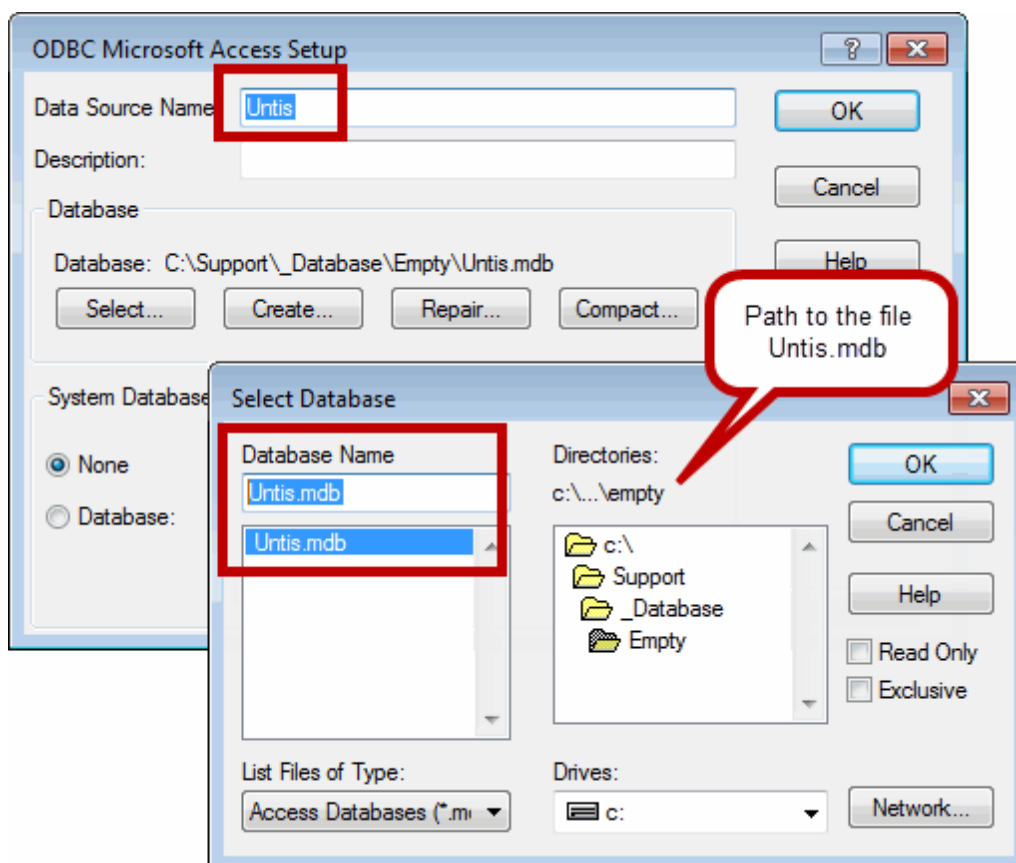 ODBC Microsoft Access Setup
Data Source Name
Untis
OK
Description:
Cancel
Database
Database: C:\Support\_Database\Empty\Untis.mdb
Help
Select...
Create...
Repair...
Compact...
Path to the file
Untis.mdb
System Database
None
Database:
Select Database
Database Name
Untis.mdb
Untis.mdb
Directories:
c:\...\empty
c:\
Support
_Database
Empty
OK
Cancel
Help
Read Only
Exclusive
List Files of Type:
Access Databases (*.m
Drives:
c:
Network...